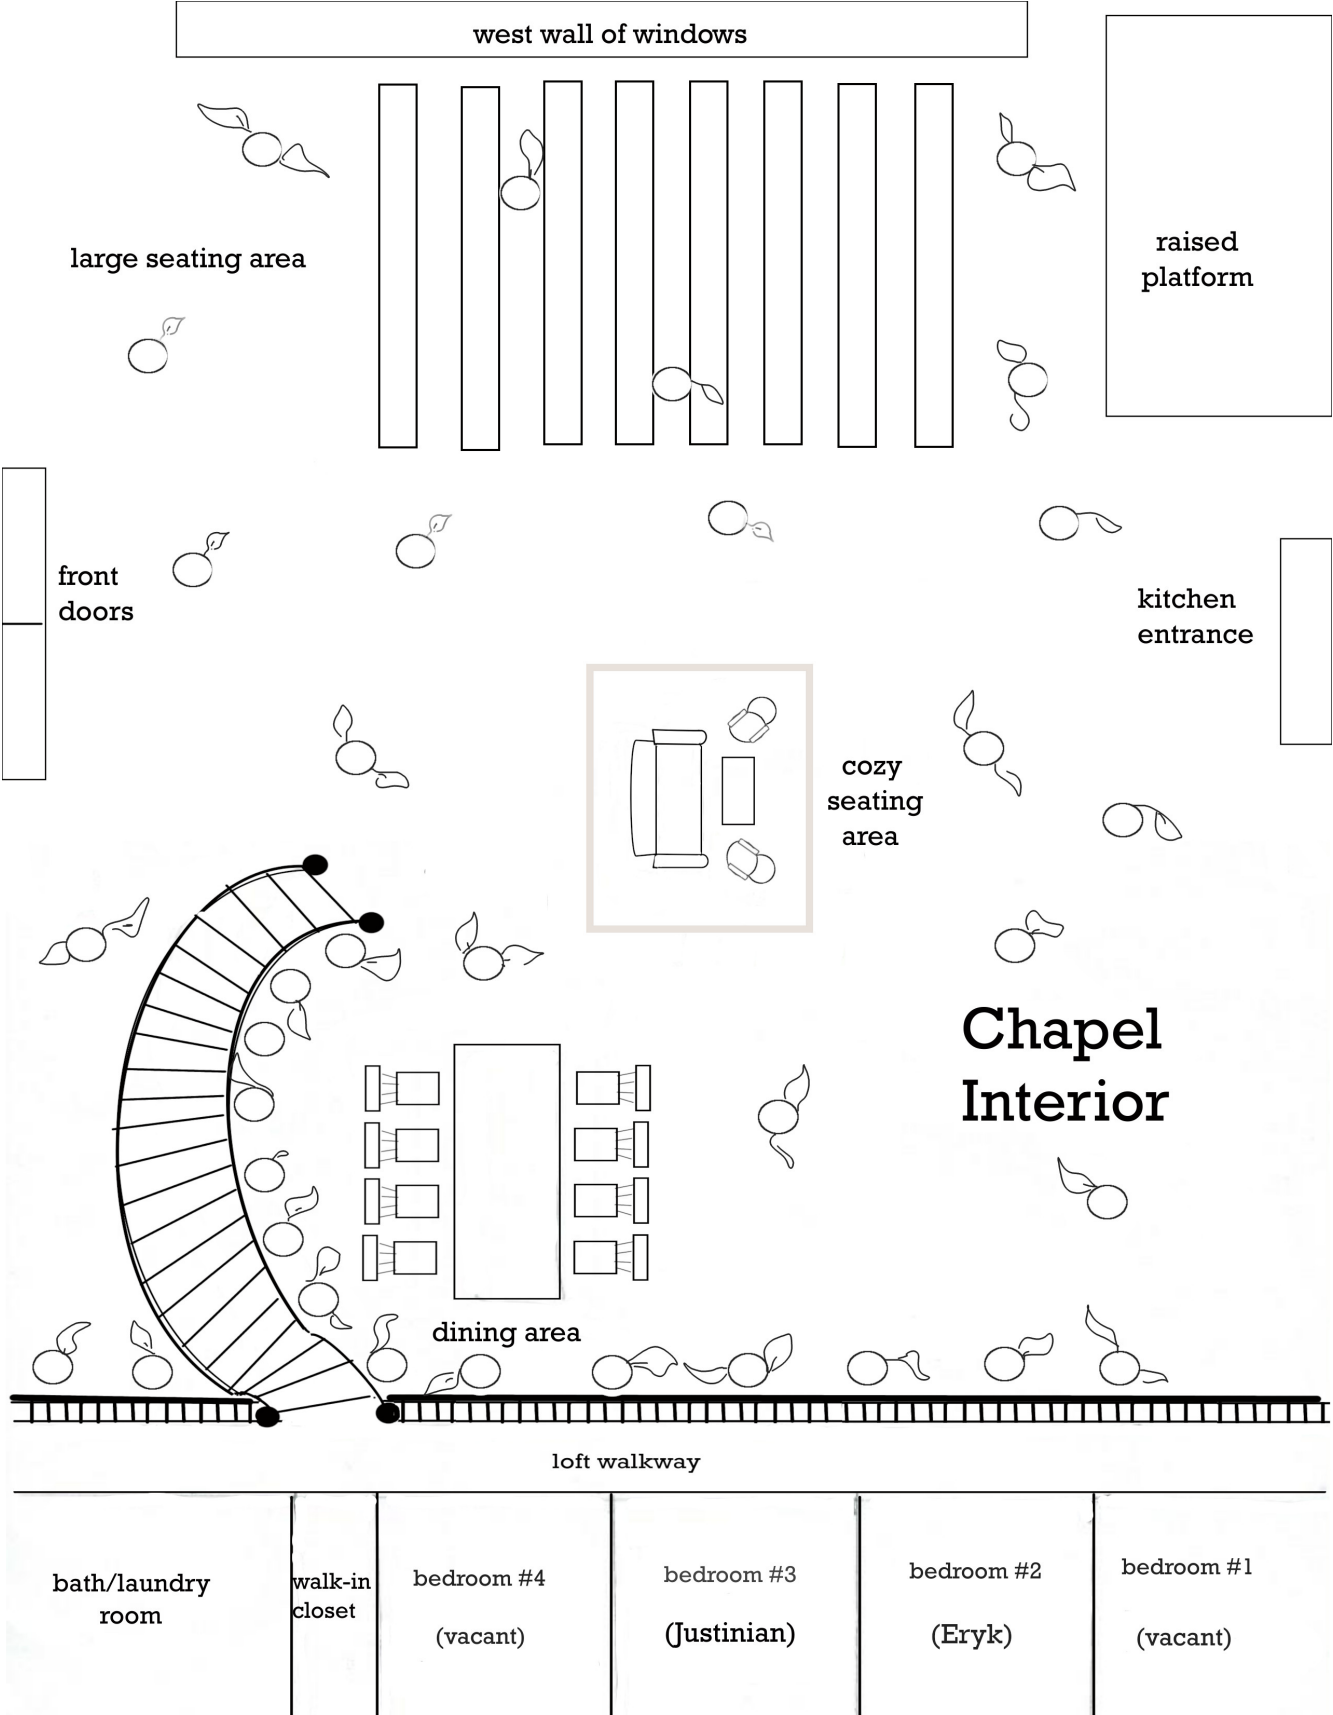 west wall of windows
raised
platform
large seating area
front
doors
kitchen
entrance
cozy
seating
area
Chapel
Interior
dining area
loft walkway
bath/laundry
room
walk-in
closet
bedroom #4
(vacant)
bedroom #3
(Justinian)
bedroom #2
(Eryk)
bedroom #1
(vacant)